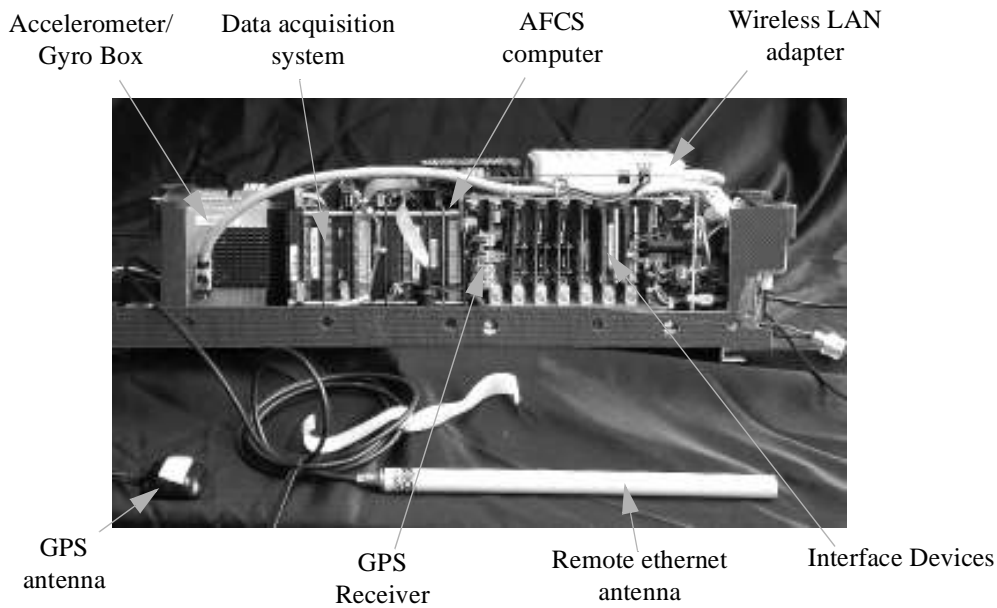 Accelerometer/
Gyro Box
Data acquisition
system
AFCS
computer
Wireless LAN
adapter
GPS
antenna
GPS
Receiver
Remote ethernet
antenna
Interface Devices